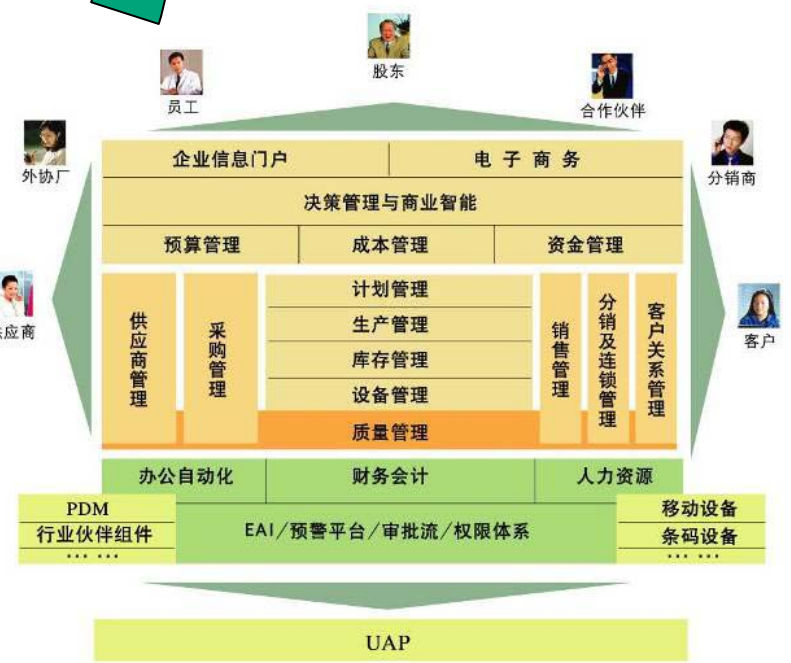 股东
员工
合作伙伴
外协厂
分销商
企业信息门户
电子商务
决策管理与商业智能
预算管理
成本管理
资金管理
供应商管理
采购管理
计划管理
生产管理
库存管理
设备管理
质量管理
销售管理
分销及连锁管理
客户关系管理
应商
客户
办公自动化
财务会计
人力资源
PDM
行业伙伴组件
... ...
EAI/预警平台/审批流/权限体系
移动设备
条码设备
... ...
UAP